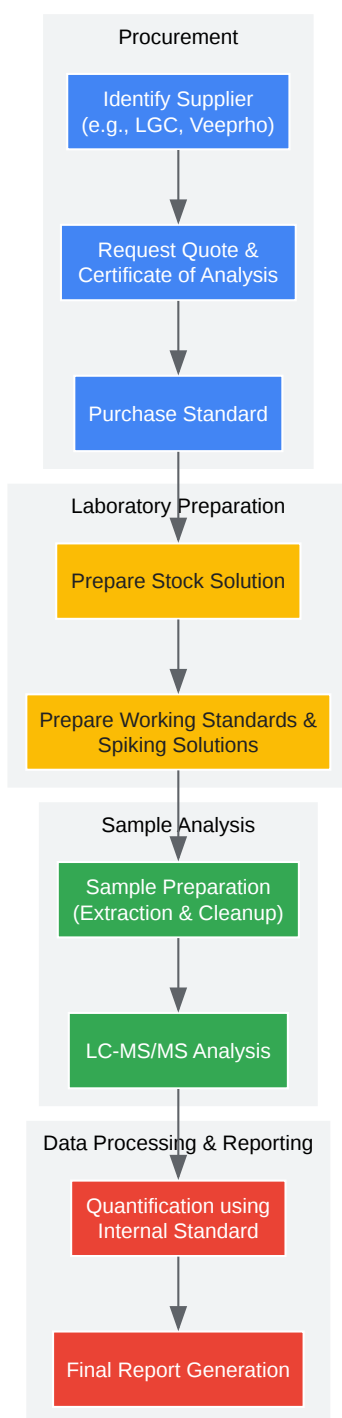 Procurement
Identify Supplier
(e.g., LGC, Veeprho)
Request Quote &
Certificate of Analysis
Purchase Standard
Laboratory Preparation
Prepare Stock Solution
Prepare Working Standards &
Spiking Solutions
Sample Analysis
Sample Preparation
(Extraction & Cleanup)
LC-MS/MS Analysis
Data Processing & Reporting
Quantification using
Internal Standard
Final Report Generation